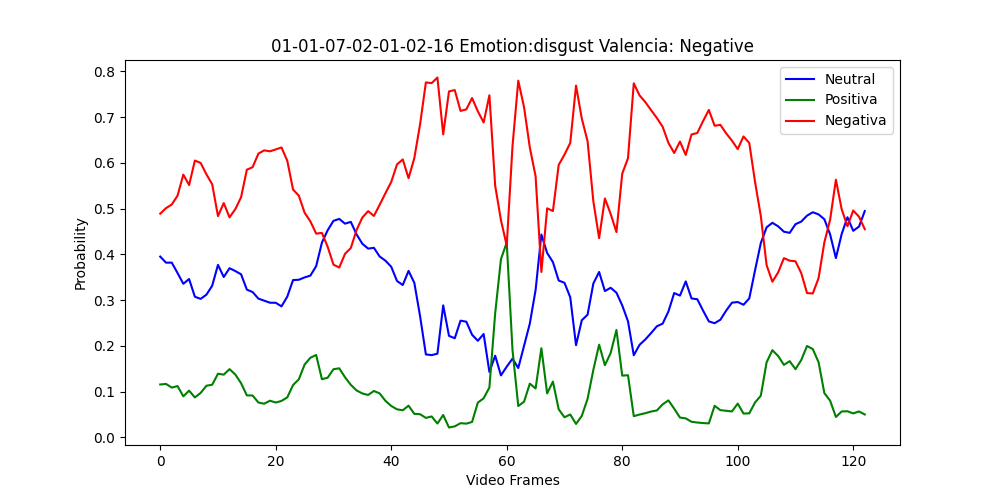 01-01-07-02-01-02-16 Emotion:disgust Valencia: Negative
Neutral
Positiva
Negativa
Probability
0.8
0.7
0.6
0.5
0.4
0.3
0.2
0.1
0.0
0 20 40 60 80 100 120
Video Frames